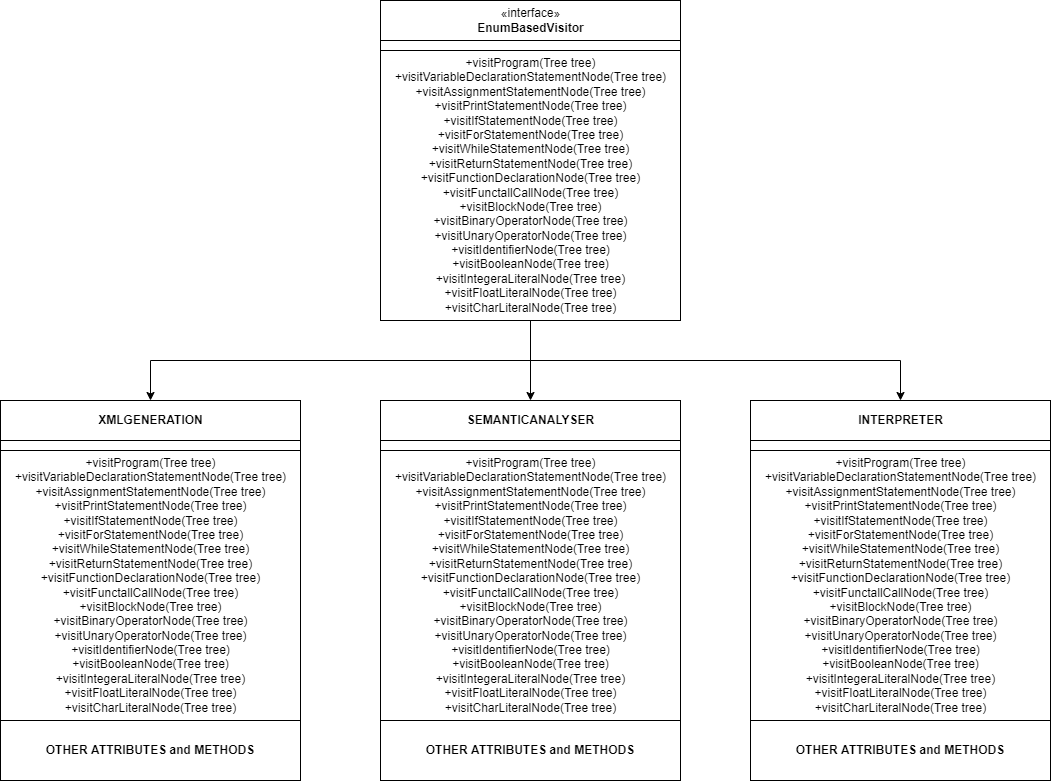 «interface»
EnumBasedVisitor
+visitProgram(Tree tree)
+visitVariableDeclarationStatementNode(Tree tree)
+visitAssignmentStatementNode(Tree tree)
+visitPrintStatementNode(Tree tree)
+visitIfStatementNode(Tree tree)
+visitForStatementNode(Tree tree)
+visitWhileStatementNode(Tree tree)
+visitReturnStatementNode(Tree tree)
+visitFunctionDeclarationNode(Tree tree)
+visitFunctallCallNode(Tree tree)
+visitBlockNode(Tree tree)
+visitBinaryOperatorNode(Tree tree)
+visitUnaryOperatorNode(Tree tree)
+visitIdentifierNode(Tree tree)
+visitBooleanNode(Tree tree)
+visitIntegeraLiteralNode(Tree tree)
+visitFloatLiteralNode(Tree tree)
+visitCharLiteralNode(Tree tree)
XMLGENERATION
+visitProgram(Tree tree)
+visitVariableDeclarationStatementNode(Tree tree)
+visitAssignmentStatementNode(Tree tree)
+visitPrintStatementNode(Tree tree)
+visitIfStatementNode(Tree tree)
+visitForStatementNode(Tree tree)
+visitWhileStatementNode(Tree tree)
+visitReturnStatementNode(Tree tree)
+visitFunctionDeclarationNode(Tree tree)
+visitFunctallCallNode(Tree tree)
+visitBlockNode(Tree tree)
+visitBinaryOperatorNode(Tree tree)
+visitUnaryOperatorNode(Tree tree)
+visitIdentifierNode(Tree tree)
+visitBooleanNode(Tree tree)
+visitIntegeraLiteralNode(Tree tree)
+visitFloatLiteralNode(Tree tree)
+visitCharLiteralNode(Tree tree)
OTHER ATTRIBUTES and METHODS
SEMANTICANALYSER
+visitProgram(Tree tree)
+visitVariableDeclarationStatementNode(Tree tree)
+visitAssignmentStatementNode(Tree tree)
+visitPrintStatementNode(Tree tree)
+visitIfStatementNode(Tree tree)
+visitForStatementNode(Tree tree)
+visitWhileStatementNode(Tree tree)
+visitReturnStatementNode(Tree tree)
+visitFunctionDeclarationNode(Tree tree)
+visitFunctallCallNode(Tree tree)
+visitBlockNode(Tree tree)
+visitBinaryOperatorNode(Tree tree)
+visitUnaryOperatorNode(Tree tree)
+visitIdentifierNode(Tree tree)
+visitBooleanNode(Tree tree)
+visitIntegeraLiteralNode(Tree tree)
+visitFloatLiteralNode(Tree tree)
+visitCharLiteralNode(Tree tree)
OTHER ATTRIBUTES and METHODS
INTERPRETER
+visitProgram(Tree tree)
+visitVariableDeclarationStatementNode(Tree tree)
+visitAssignmentStatementNode(Tree tree)
+visitPrintStatementNode(Tree tree)
+visitIfStatementNode(Tree tree)
+visitForStatementNode(Tree tree)
+visitWhileStatementNode(Tree tree)
+visitReturnStatementNode(Tree tree)
+visitFunctionDeclarationNode(Tree tree)
+visitFunctallCallNode(Tree tree)
+visitBlockNode(Tree tree)
+visitBinaryOperatorNode(Tree tree)
+visitUnaryOperatorNode(Tree tree)
+visitIdentifierNode(Tree tree)
+visitBooleanNode(Tree tree)
+visitIntegeraLiteralNode(Tree tree)
+visitFloatLiteralNode(Tree tree)
+visitCharLiteralNode(Tree tree)
OTHER ATTRIBUTES and METHODS